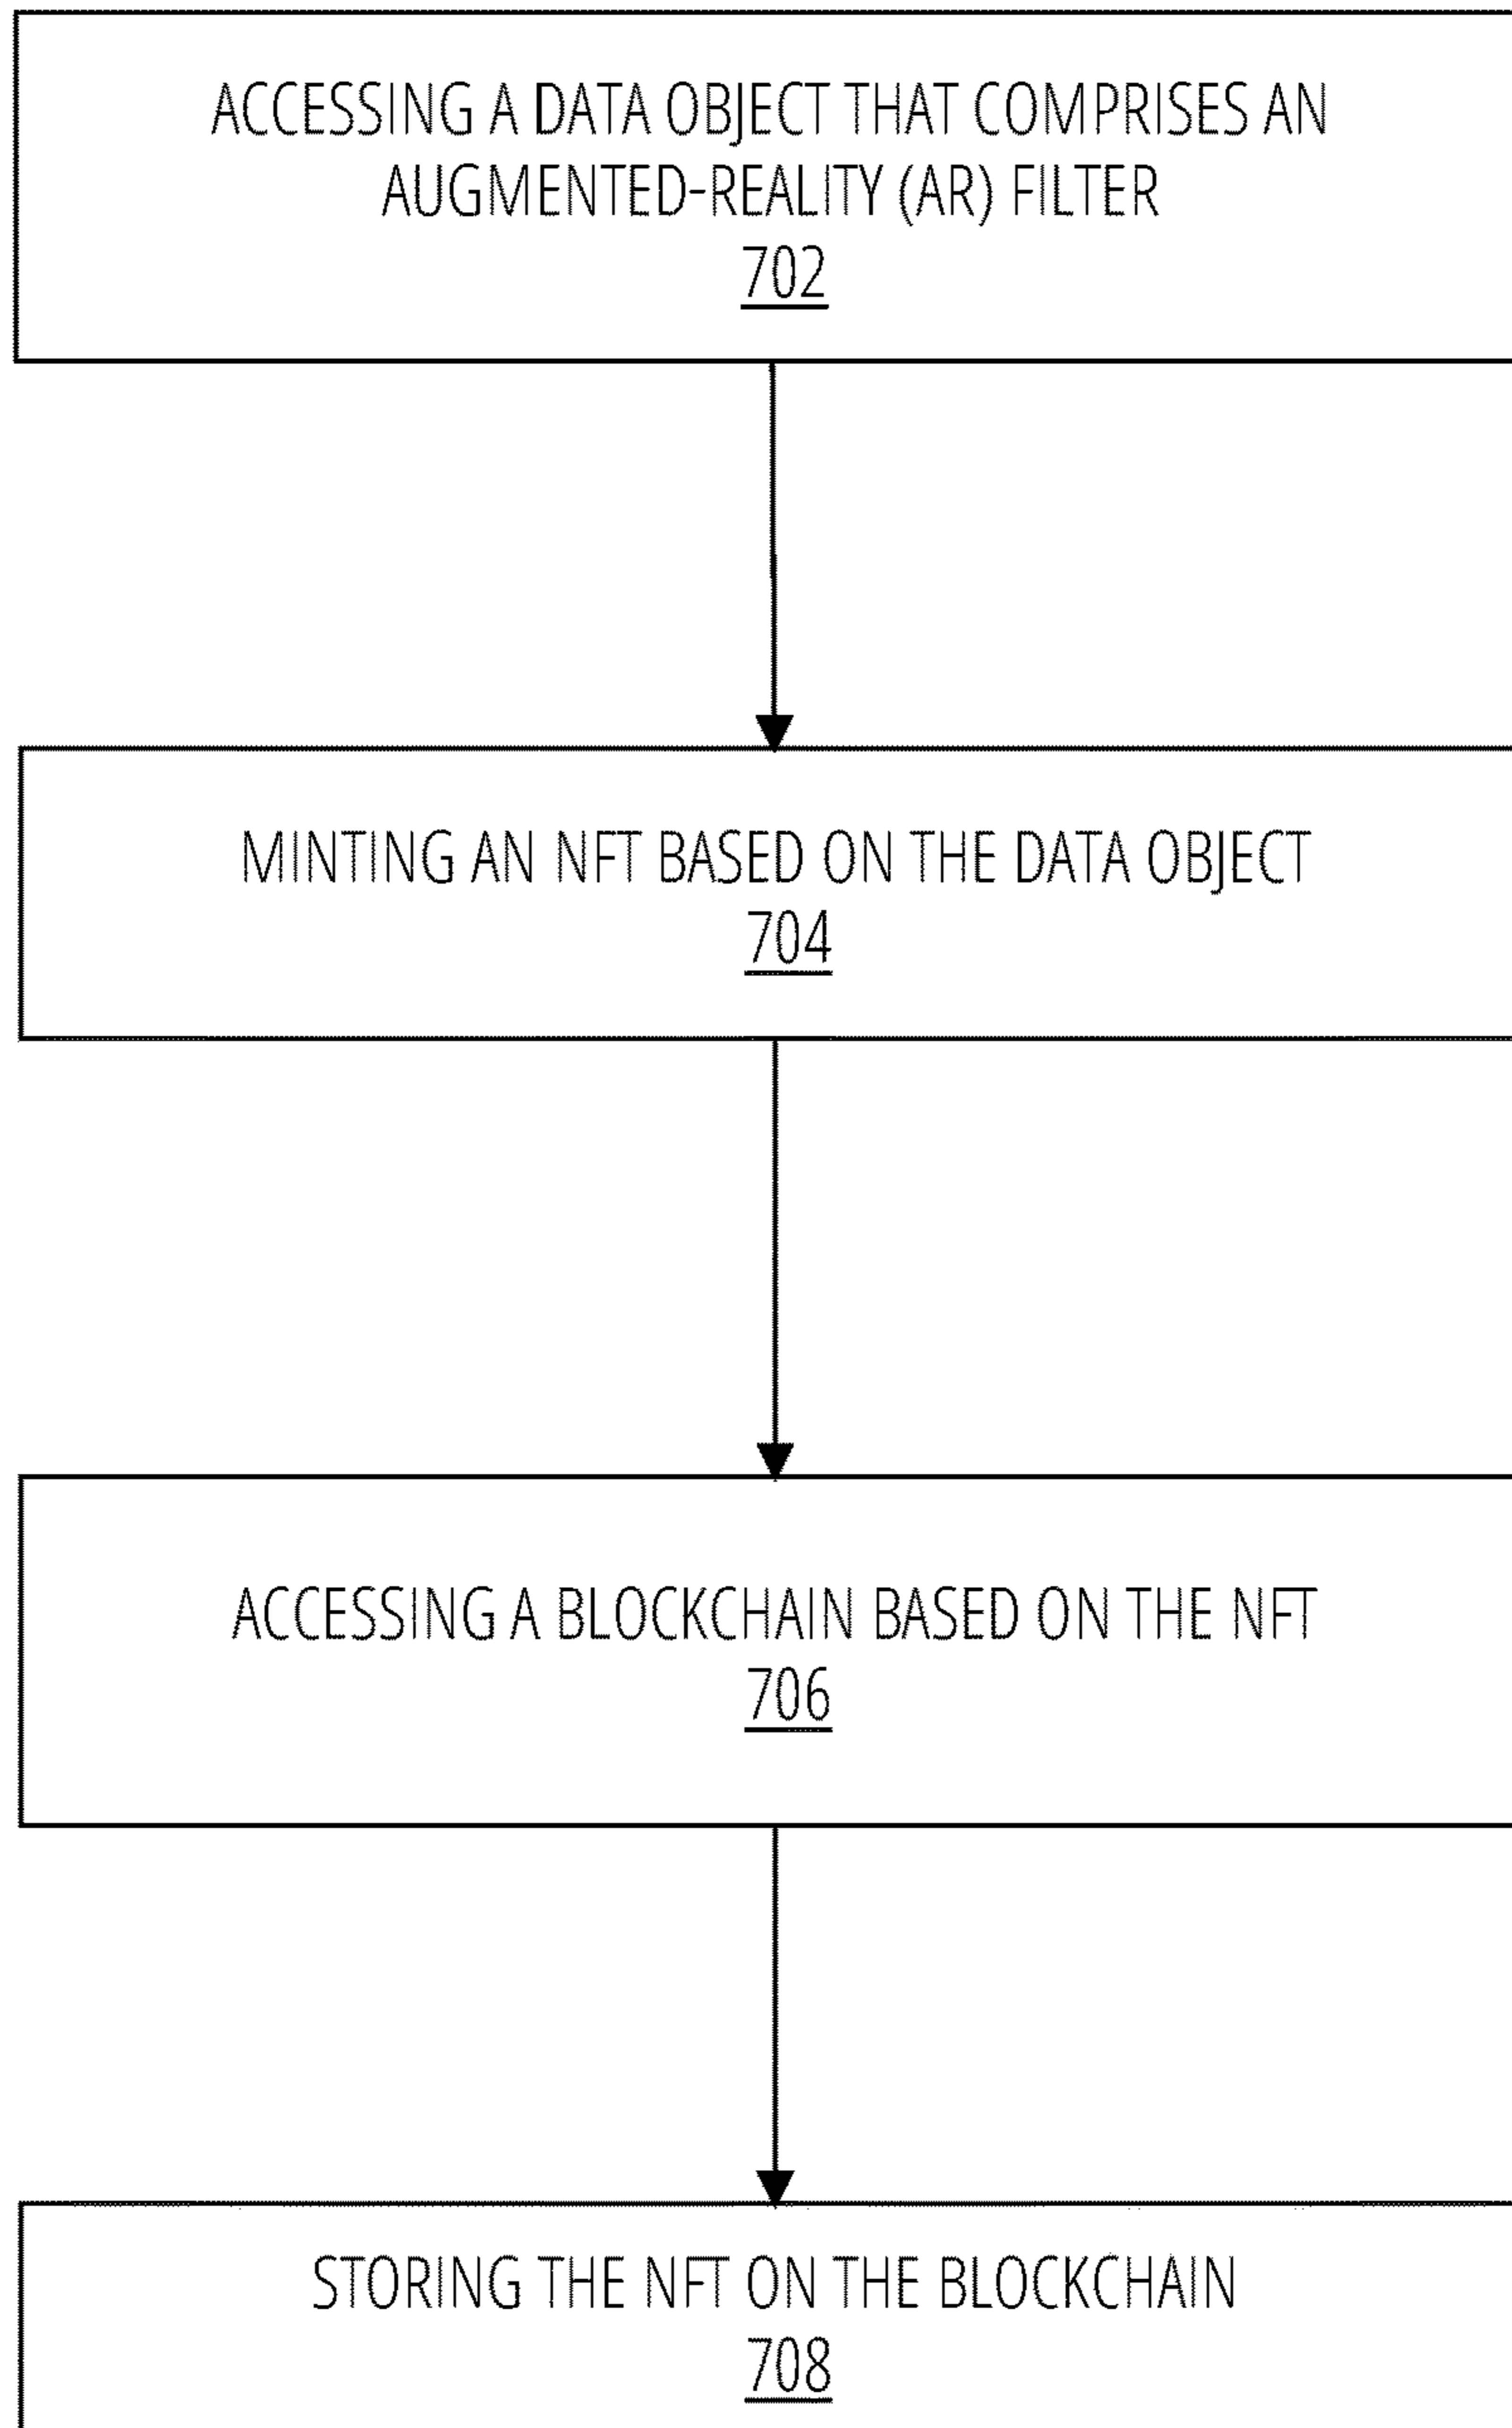 ACCESSING A DATA OBJECT THAT COMPRISES AN
AUGMENTED-REALITY (AR) FILTER
702
MINTING AN NFT BASED ON THE DATA OBJECT
704
ACCESSING A BLOCKCHAIN BASED ON THE NFT
706
STORING THE NFT ON THE BLOCKCHAIN
708